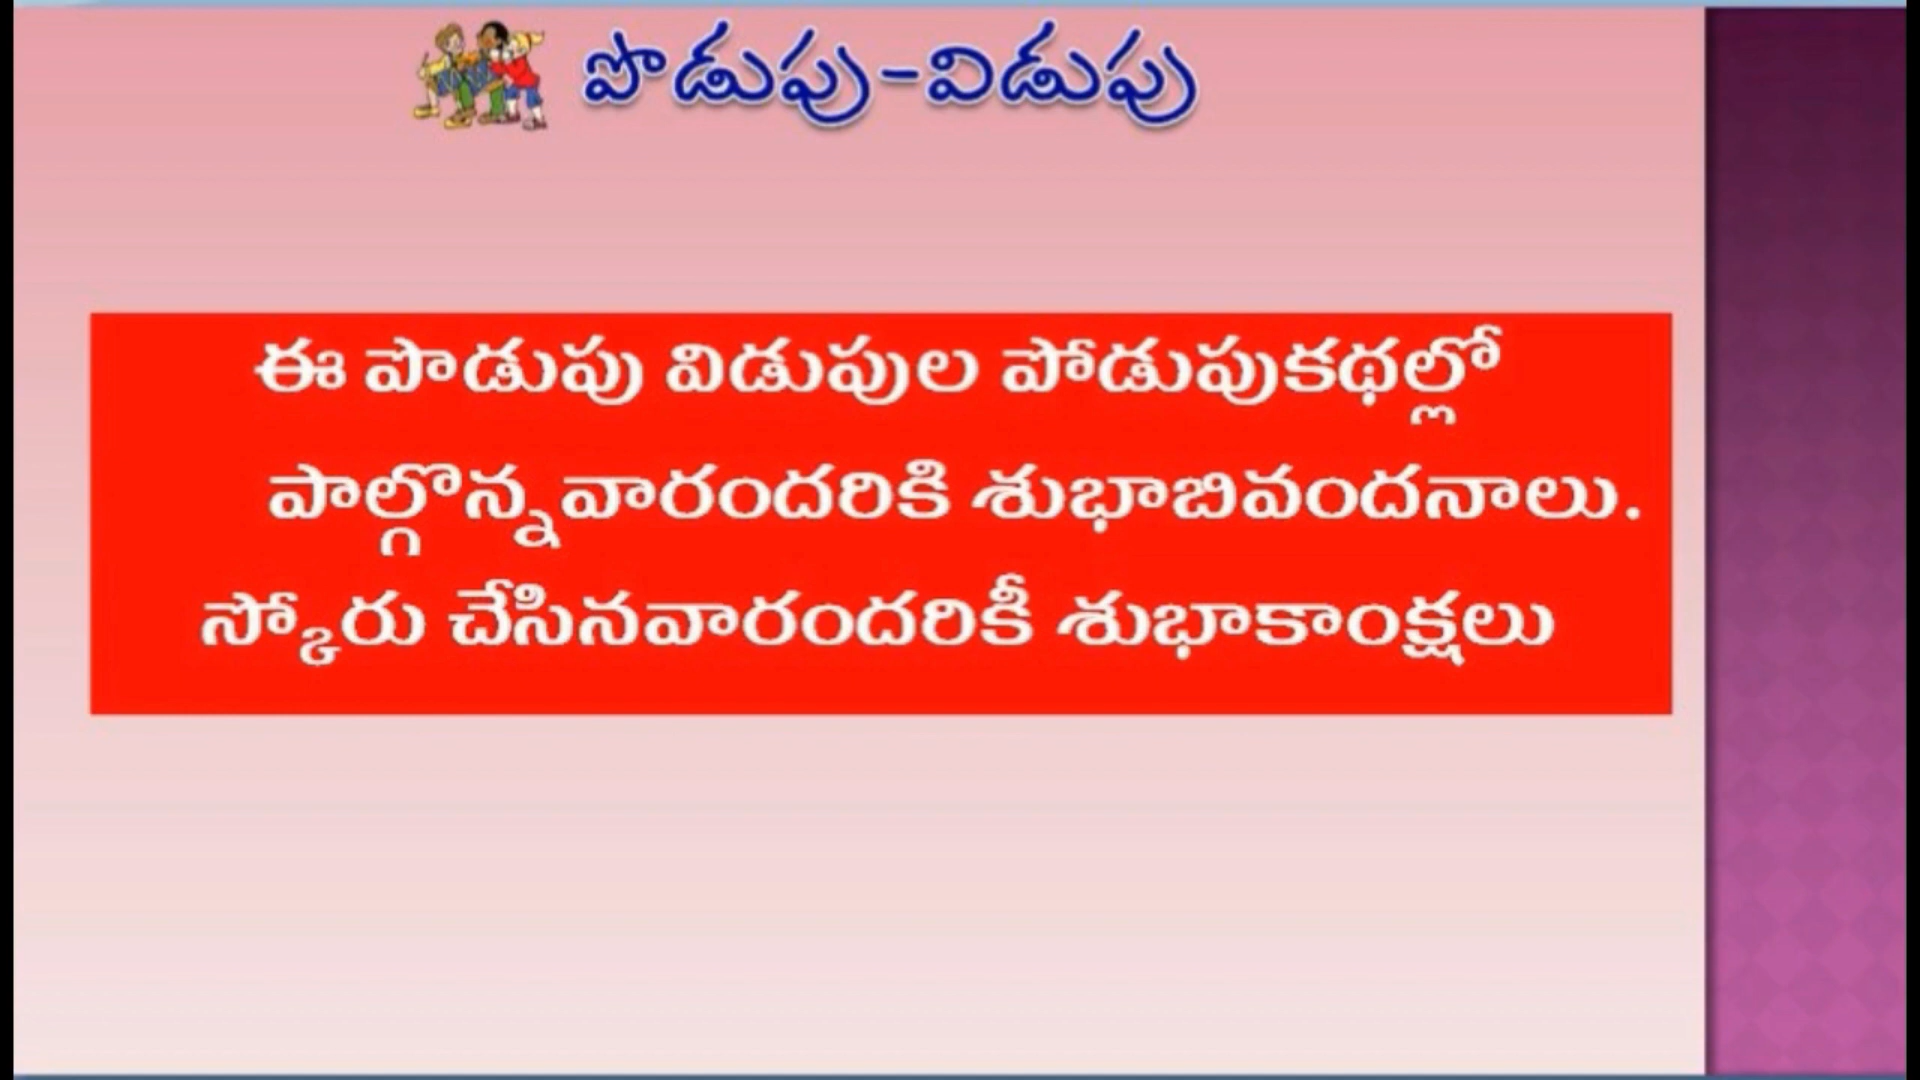 పొడుపు-విడుపు
ఈ పొడుపు విడుపుల పోడుపుకథల్లో
పాల్గొన్నవారందరికి శుభాబివందనాలు.
స్కోరు చేసినవారందరికీ శుభాకాంక్షలు